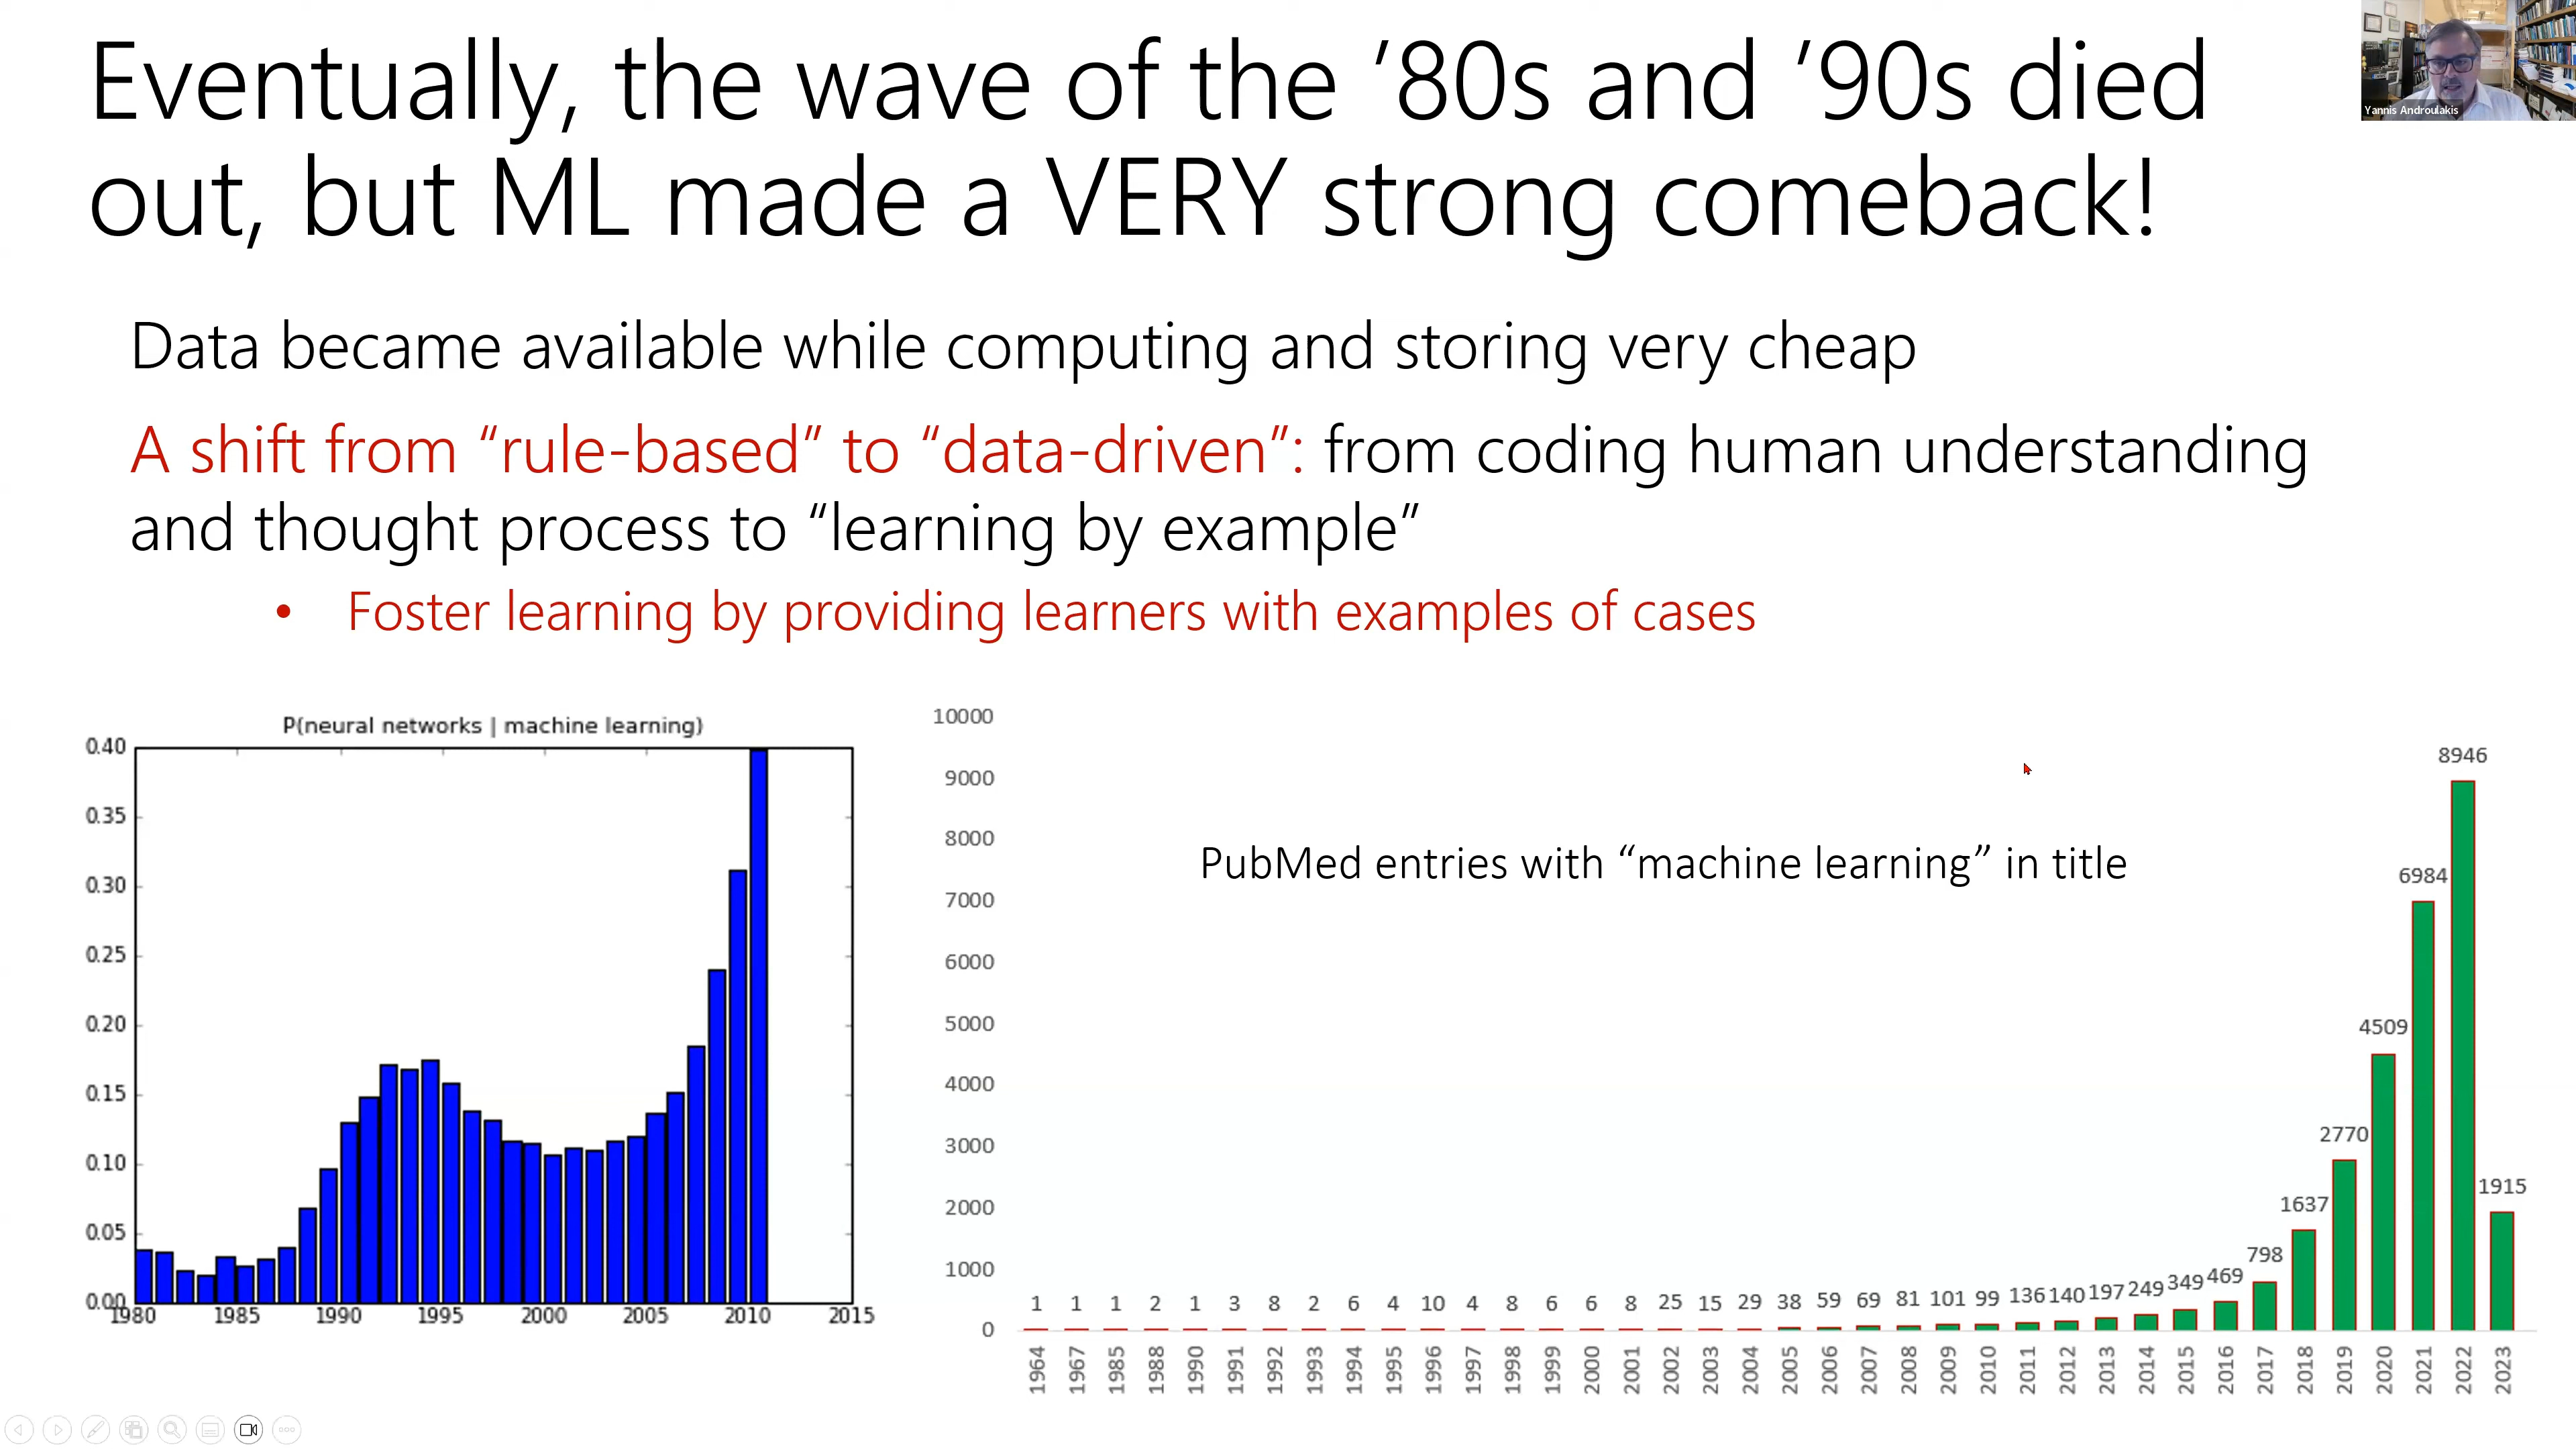 Eventually, the wave of the ’80s and ’90s died
out, but ML made a VERY strong comeback!
Yannis Androulakis
Data became available while computing and storing very cheap
A shift from “rule-based” to “data-driven”: from coding human understanding
and thought process to “learning by example”
• Foster learning by providing learners with examples of cases
P(neural networks | machine learning)
0.40
0.35
0.30
0.25
0.20
0.15
0.10
0.05
0.00
1980 1985 1990 1995 2000 2005 2010 2015
PubMed entries with “machine learning” in title
10000
9000
8000
7000
6000
5000
4000
3000
2000
1000
0
1 1 1 2 1 3 8 2 6 4 10 4 8 6 6 8 25 15 29 38 59 69 81 101 99 136 140 197 249 349 469 798 1637 2770 4509 6984 8946 1915
1964 1967 1985 1988 1990 1991 1992 1993 1994 1995 1996 1997 1998 1999 2000 2001 2002 2003 2004 2005 2006 2007 2008 2009 2010 2011 2012 2013 2014 2015 2016 2017 2018 2019 2020 2021 2022 2023